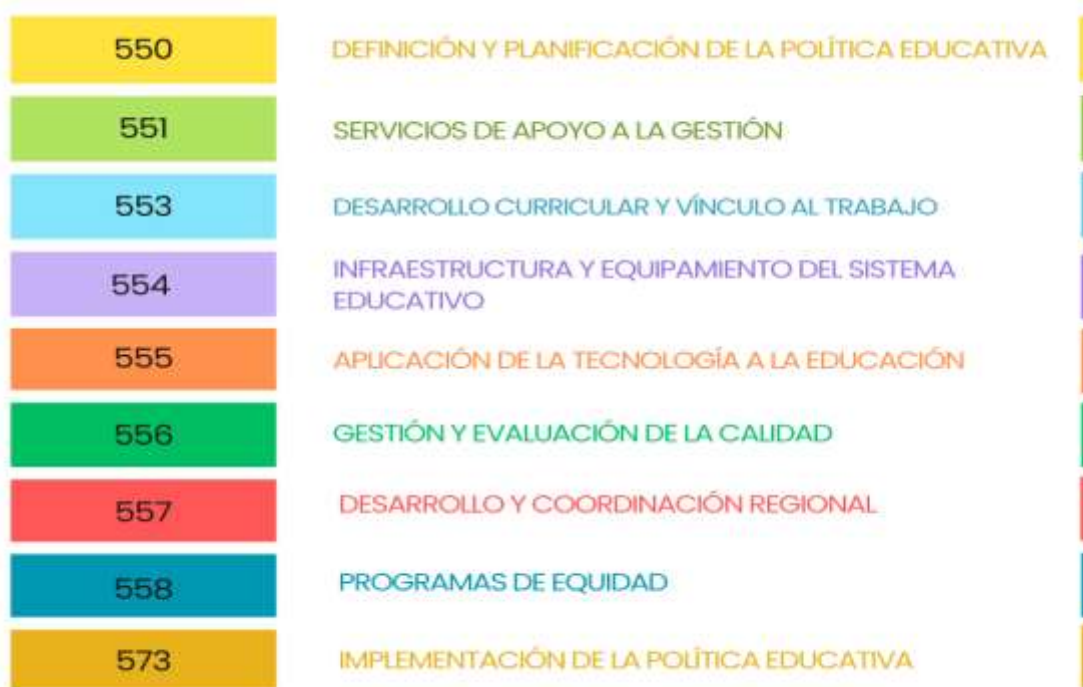 550 DEFINICIÓN Y PLANIFICACIÓN DE LA POLÍTICA EDUCATIVA
551 SERVICIOS DE APOYO A LA GESTIÓN
553 DESARROLLO CURRICULAR Y VÍNCULO AL TRABAJO
554 INFRAESTRUCTURA Y EQUIPAMIENTO DEL SISTEMA
EDUCATIVO
555 APLICACIÓN DE LA TECNOLOGÍA A LA EDUCACIÓN
556 GESTIÓN Y EVALUACIÓN DE LA CALIDAD
557 DESARROLLO Y COORDINACIÓN REGIONAL
558 PROGRAMAS DE EQUIDAD
573 IMPLEMENTACIÓN DE LA POLÍTICA EDUCATIVA